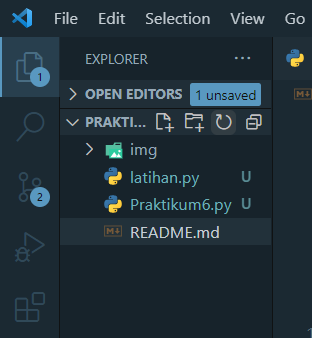 File Edit Selection View Go
EXPLORER ...
1
OPEN EDITORS 1 unsaved
PRAKTI...
img
latihan.py U
2
Praktikum6.py U
README.md